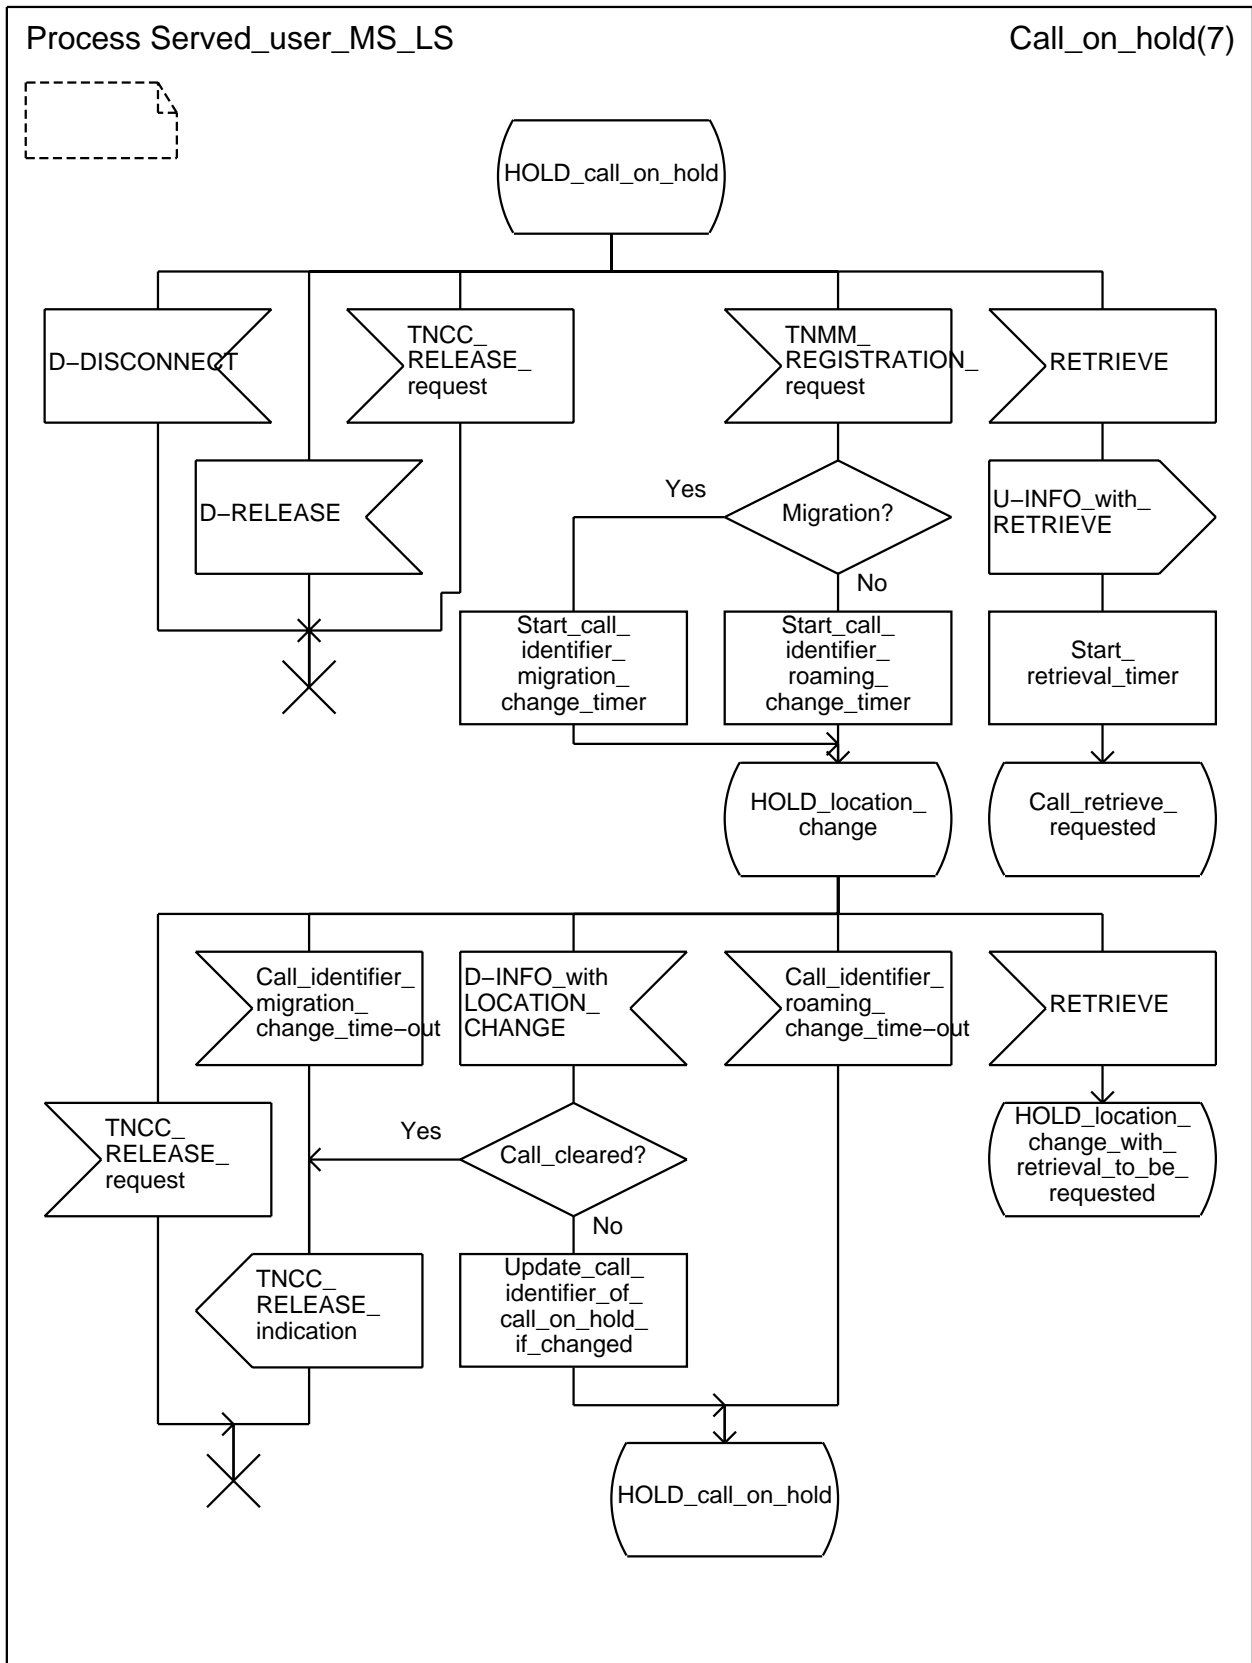 Process Served_user_MS_LS
Call_on_hold(7)
HOLD_call_on_hold
D−DISCONNECT
TNCC_
RELEASE_
request
TNMM_
REGISTRATION_
request
RETRIEVE
D−RELEASE
Yes
Migration?
No
U−INFO_with_
RETRIEVE
Start_call_
identifier_
migration_
change_timer
Start_call_
identifier_
roaming_
change_timer
Start_
retrieval_timer
HOLD_location_
change
Call_retrieve_
requested
Call_identifier_
migration_
change_time−out
D−INFO_with
LOCATION_
CHANGE
Call_identifier_
roaming_
change_time−out
RETRIEVE
TNCC_
RELEASE_
request
Yes
Call_cleared?
No
HOLD_location_
change_with_
retrieval_to_be_
requested
TNCC_
RELEASE_
indication
Update_call_
identifier_of_
call_on_hold_
if_changed
HOLD_call_on_hold